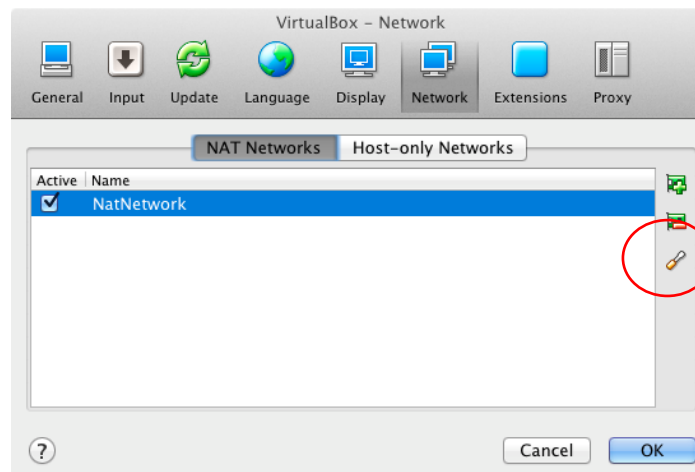 VirtualBox – Network
General Input Update Language Display Network Extensions Proxy
NAT Networks Host-only Networks
Active Name
NatNetwork
? Cancel OK